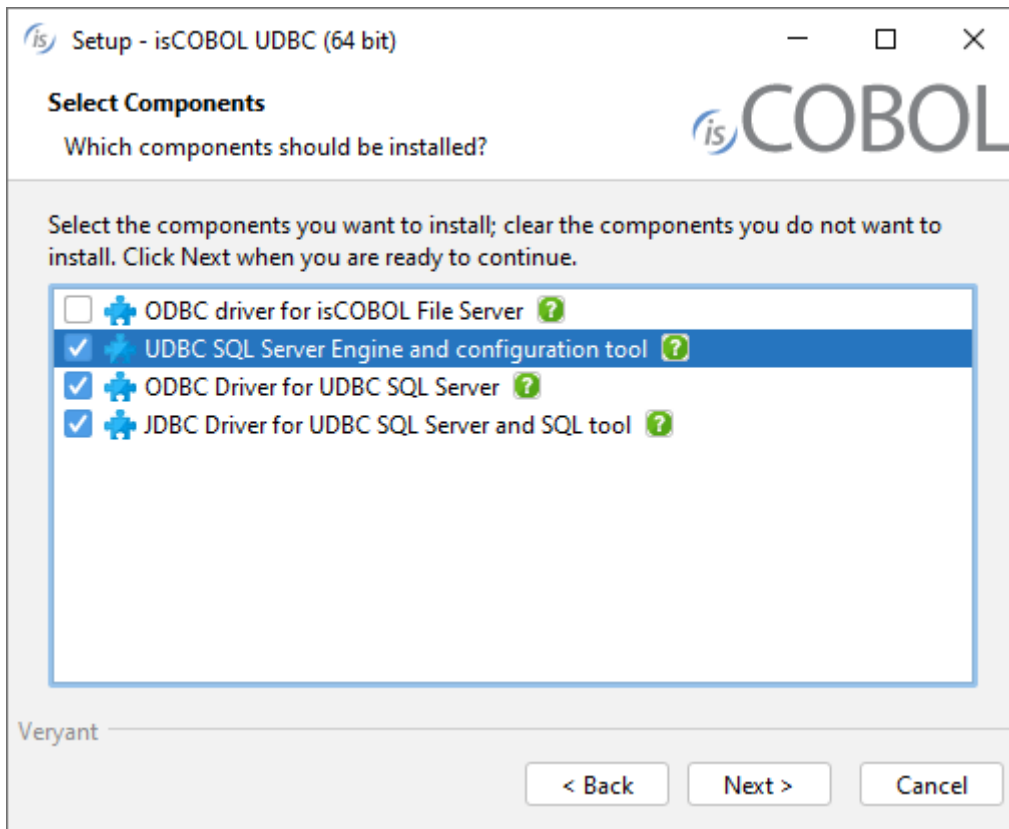 is Setup - isCOBOL UDBC (64 bit)
Select Components
Which components should be installed?
is COBOL
Select the components you want to install; clear the components you do not want to
install. Click Next when you are ready to continue.
ODBC driver for isCOBOL File Server ?
UDBC SQL Server Engine and configuration tool ?
ODBC Driver for UDBC SQL Server ?
JDBC Driver for UDBC SQL Server and SQL tool ?
Veryant
< Back Next > Cancel